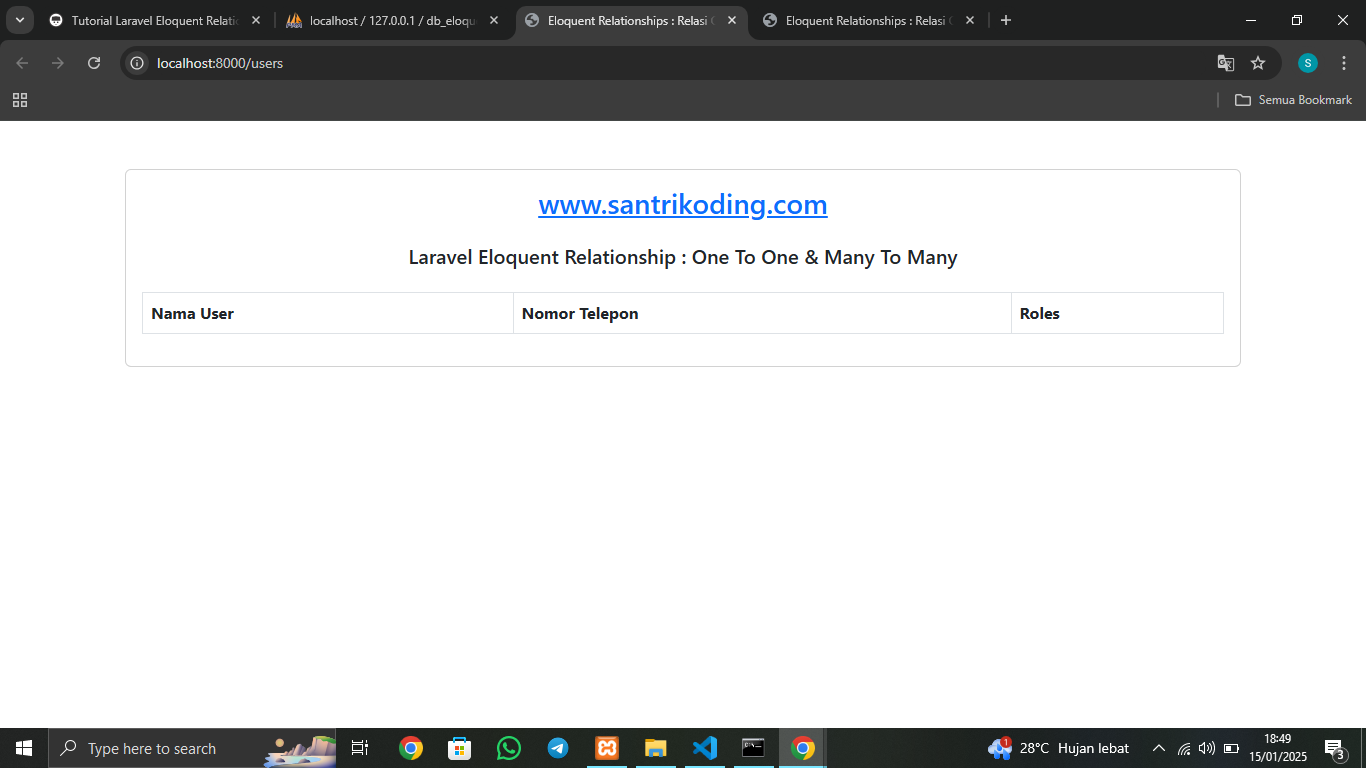 Tutorial Laravel Eloquent Relati
localhost / 127.0.0.1 / db_eloqu
Eloquent Relationships : Relasi
Eloquent Relationships : Relasi
localhost:8000/users
S
Semua Bookmark
www.santrikoding.com
Laravel Eloquent Relationship : One To One & Many To Many
Nama User
Nomor Telepon
Roles
Type here to search
1
28°C Hujan lebat
18:49
15/01/2025
3